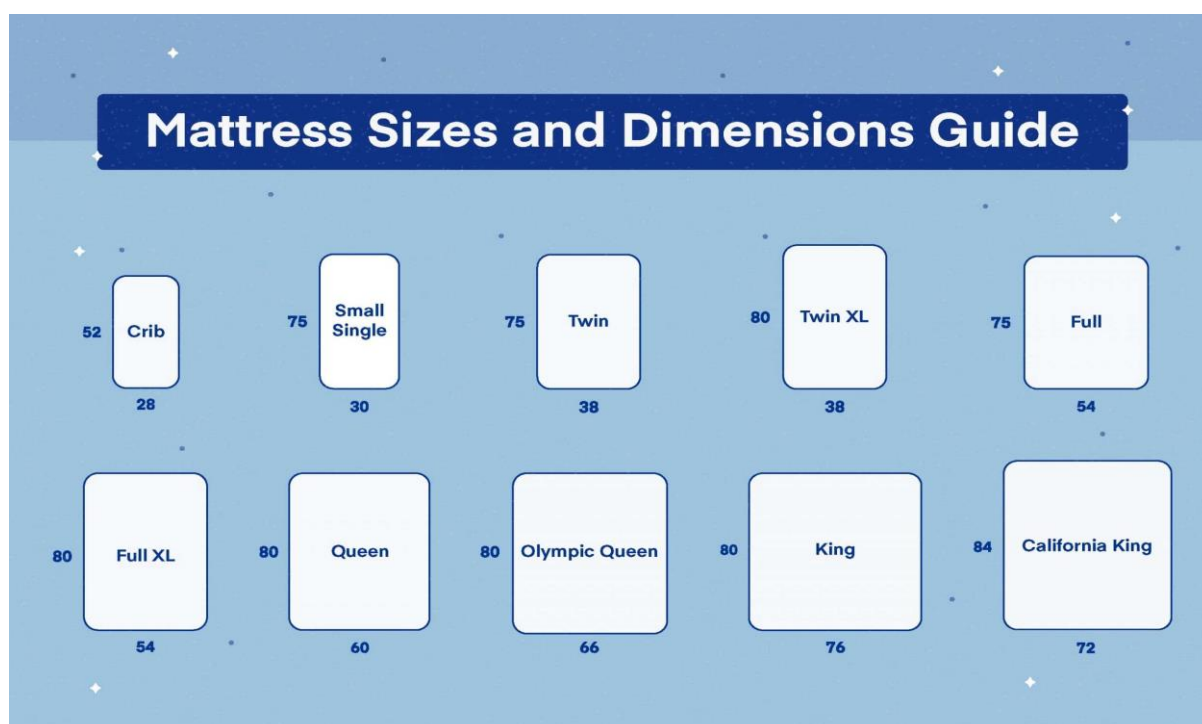 Mattress Sizes and Dimensions Guide
52
Crib
28
75
Small
Single
30
75
Twin
38
80
Twin XL
38
75
Full
54
80
Full XL
54
80
Queen
60
80
Olympic Queen
66
80
King
76
84
California King
72